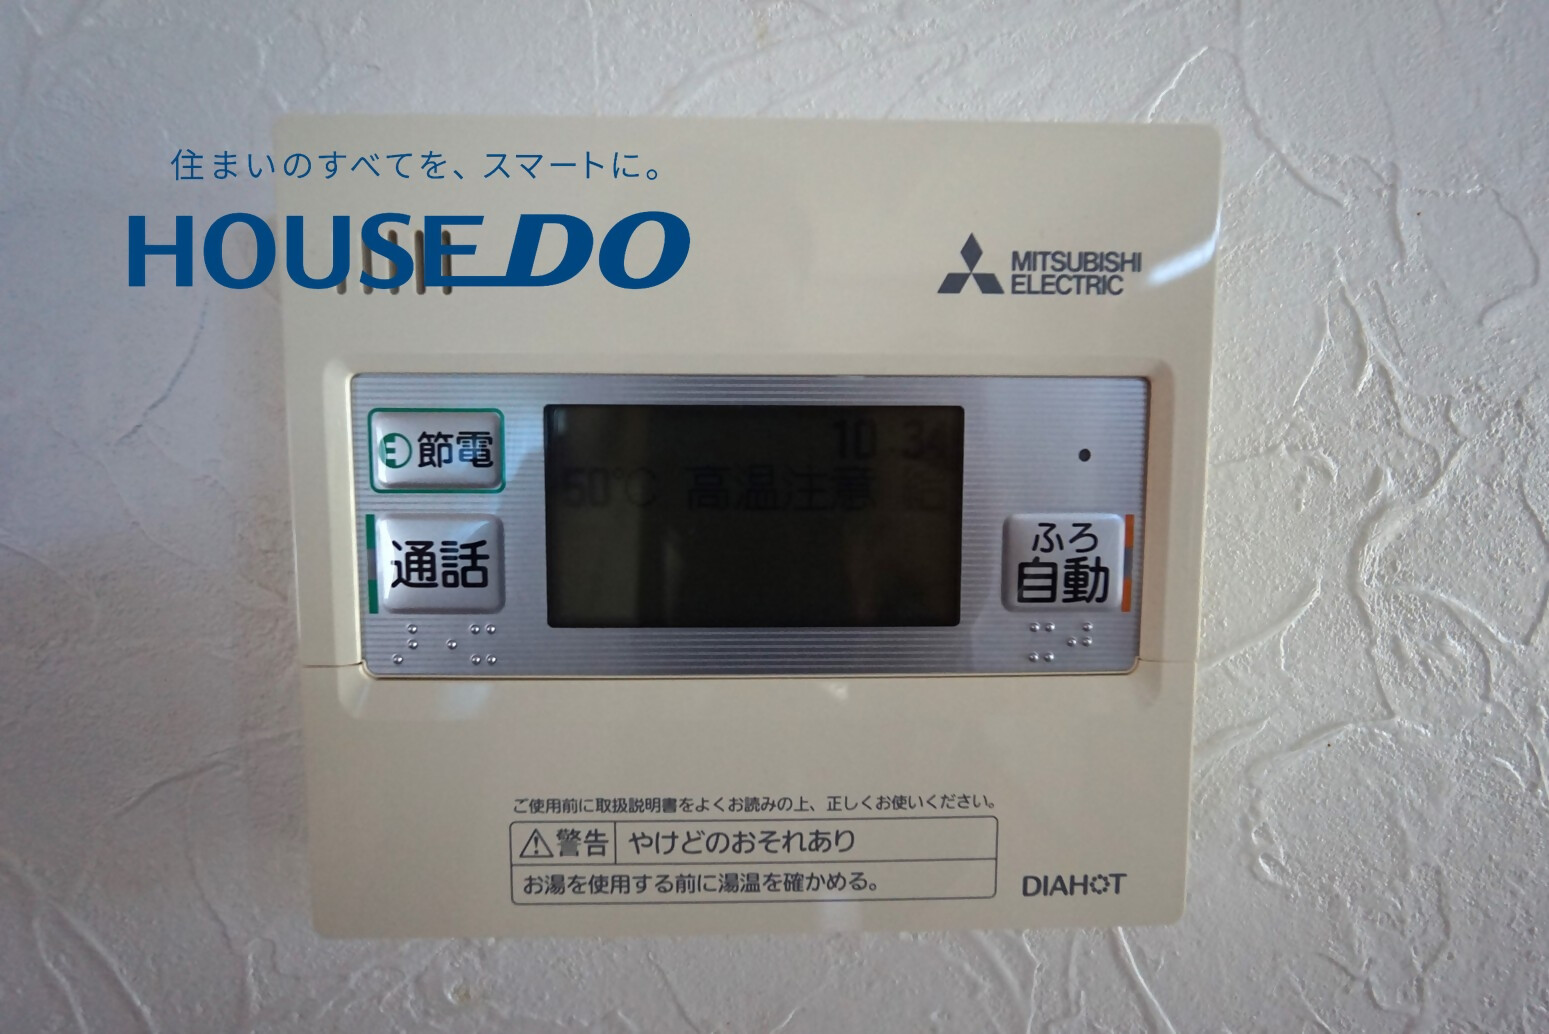 住まいのすべてを、スマートに。
HOUSE DO
MITSUBISHI
ELECTRIC
節電
50℃ 高温注意
通話
ふろ
自動
ご使用前に取扱説明書をよくお読みの上、正しくお使いください。
警告 やけどのおそれあり
お湯を使用する前に湯温を確かめる。
DIAHOT